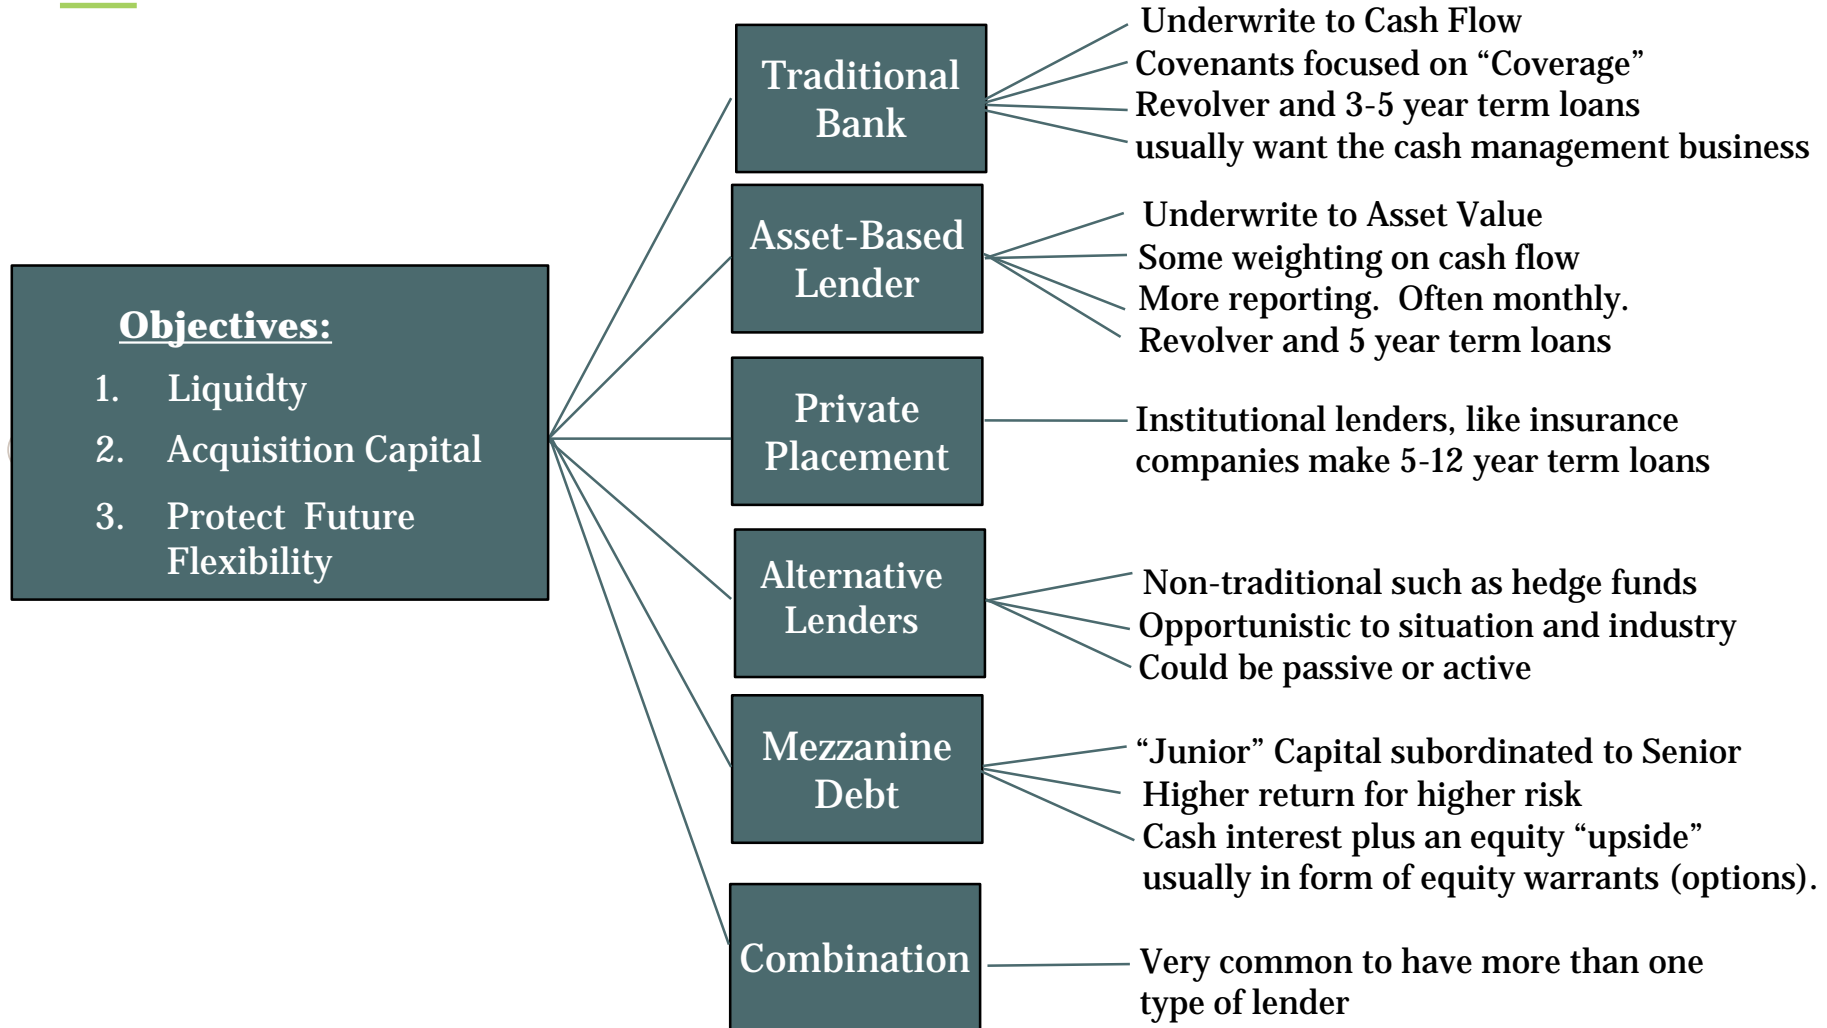 Objectives:
1. Liquidty
2. Acquisition Capital
3. Protect  Future
Flexibility
Traditional
Bank
Underwrite to Cash Flow
Covenants focused on “Coverage”
Revolver and 3-5 year term loans
usually want the cash management business
Asset-Based
Lender
Underwrite to Asset Value
Some weighting on cash flow
More reporting.  Often monthly.
Revolver and 5 year term loans
Private
Placement
Institutional lenders, like insurance
companies make 5-12 year term loans
Alternative
Lenders
Non-traditional such as hedge funds
Opportunistic to situation and industry
Could be passive or active
Mezzanine
Debt
“Junior” Capital subordinated to Senior
Higher return for higher risk
Cash interest plus an equity “upside”
usually in form of equity warrants (options).
Combination
Very common to have more than one
type of lender